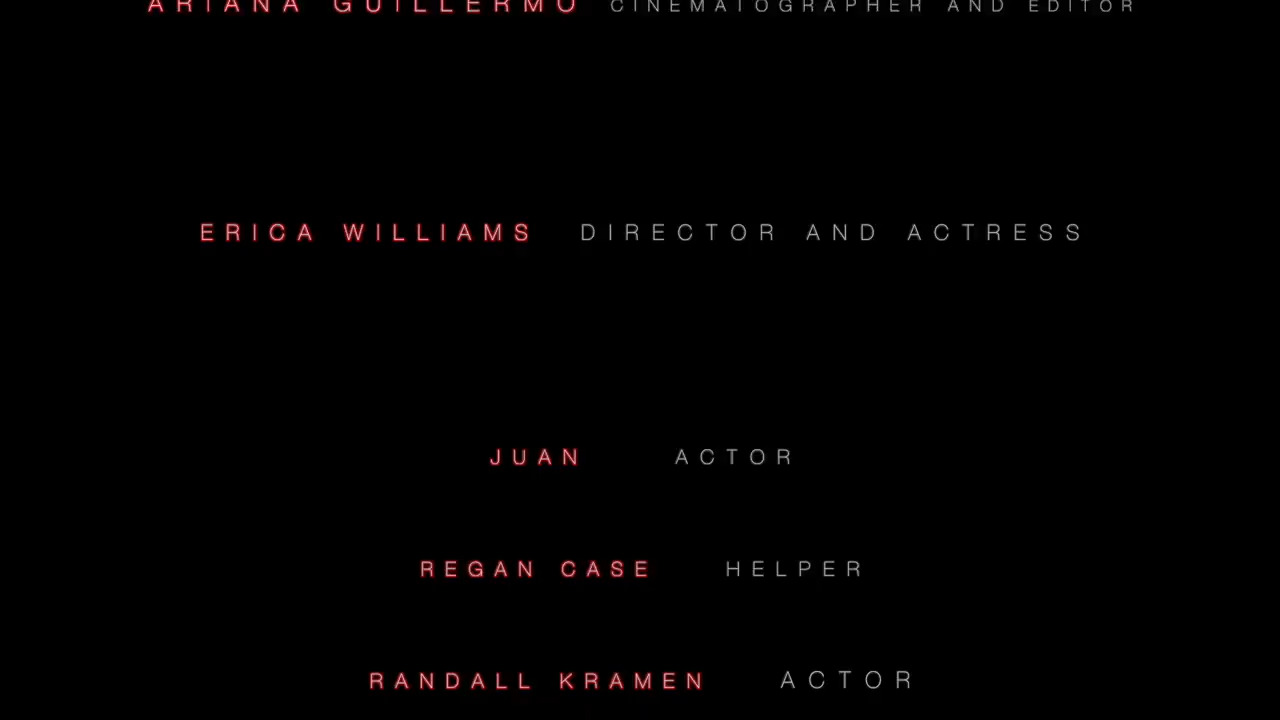 ARIANA GUILLERMO CINEMATOGRAPHER AND EDITOR
ERICA WILLIAMS DIRECTOR AND ACTRESS
JUAN ACTOR
REGAN CASE HELPER
RANDALL KRAMEN ACTOR